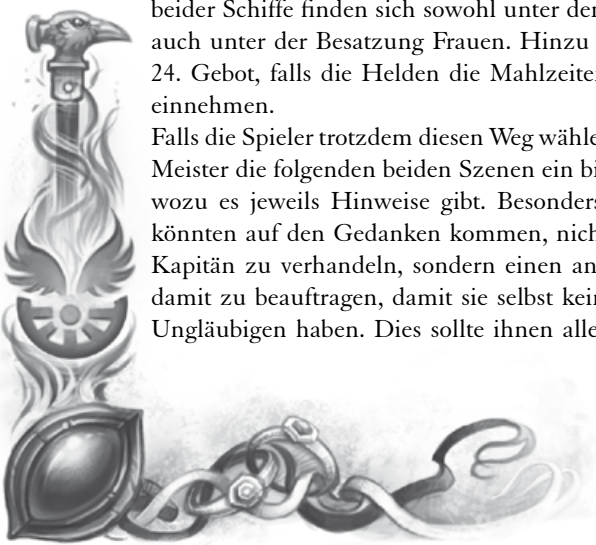 beider Schiffe finden sich sowohl unter der
auch unter der Besatzung Frauen. Hinzu
24. Gebot, falls die Helden die Mahlzeiten
einnehmen.
Falls die Spieler trotzdem diesen Weg wähle
Meister die folgenden beiden Szenen ein bi
wozu es jeweils Hinweise gibt. Besonders
könnten auf den Gedanken kommen, nich
Kapitän zu verhandeln, sondern einen an
damit zu beauftragen, damit sie selbst kein
Ungläubigen haben. Dies sollte ihnen alle